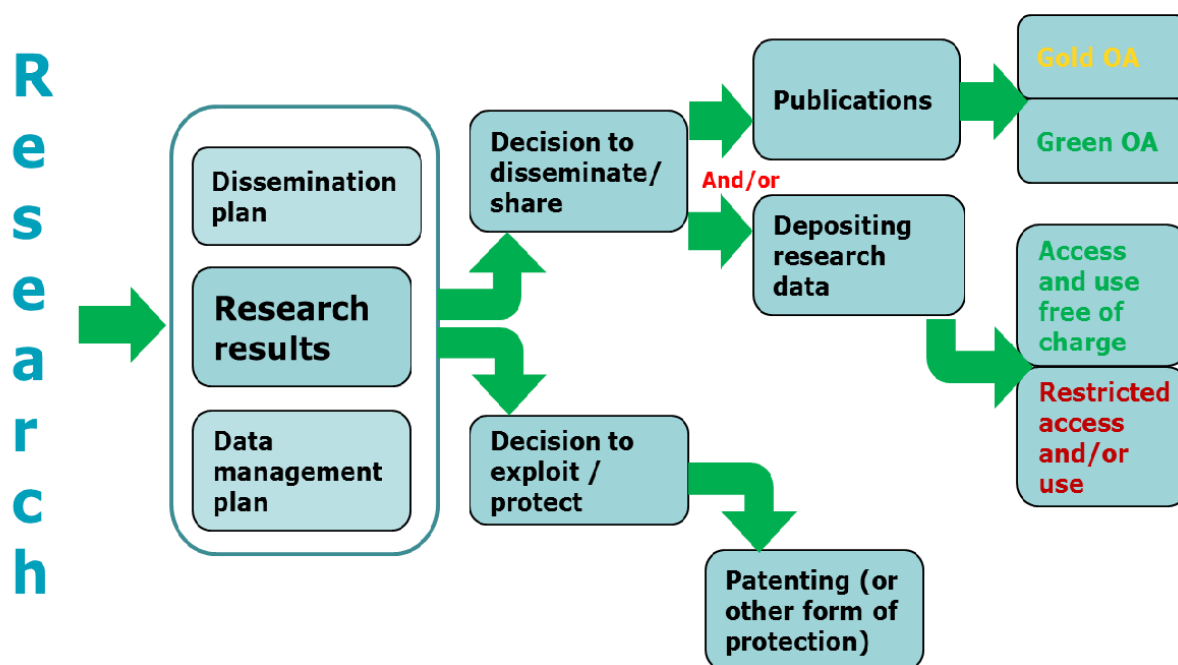 Research
Dissemination
plan
Research
results
Data
management
plan
Decision to
disseminate/
share
Decision to
exploit /
protect
And/or
Publications
Depositing
research
data
Patenting (or
other form of
protection)
Gold OA
Green OA
Access
and use
free of
charge
Restricted
access
and/or
use